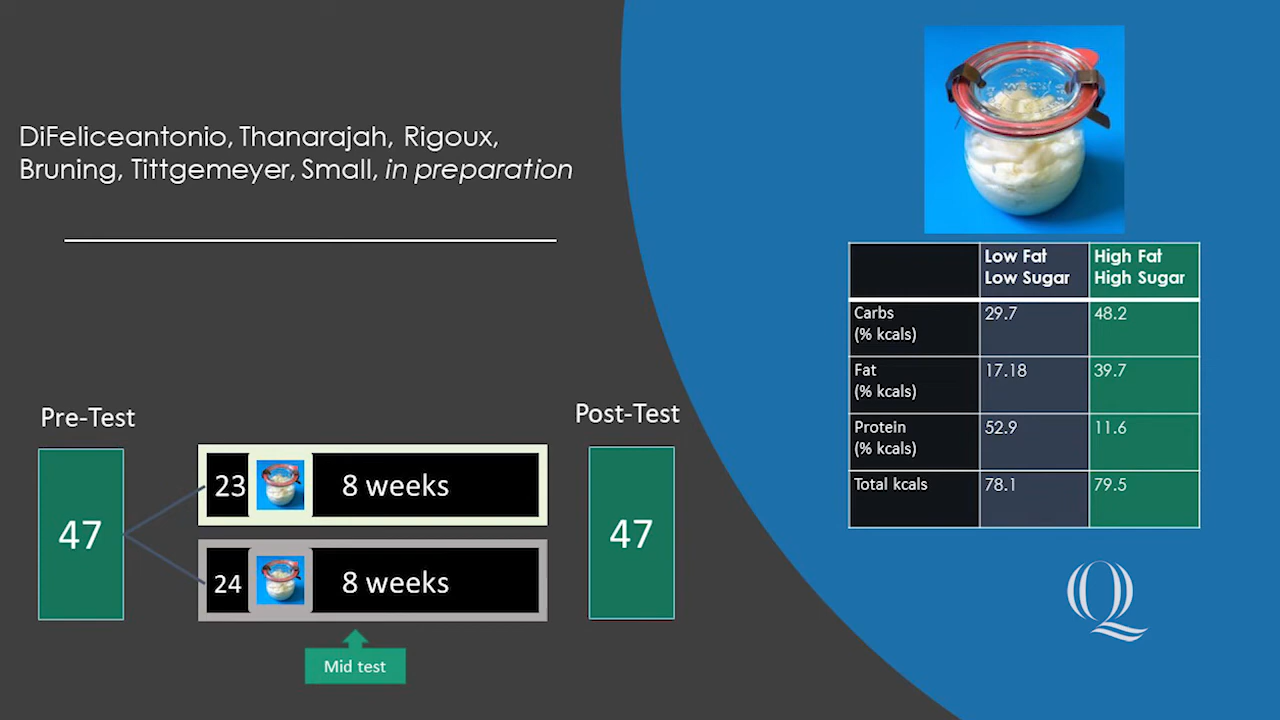 DiFeliceantonio, Thanarajah, Rigoux,
Bruning, Tittgemeyer, Small, in preparation
Pre-Test
47
23
8 weeks
24
8 weeks
Mid test
Post-Test
47
Low Fat
Low Sugar
High Fat
High Sugar
Carbs
(% kcals)
29.7
48.2
Fat
(% kcals)
17.18
39.7
Protein
(% kcals)
52.9
11.6
Total kcals
78.1
79.5
Q